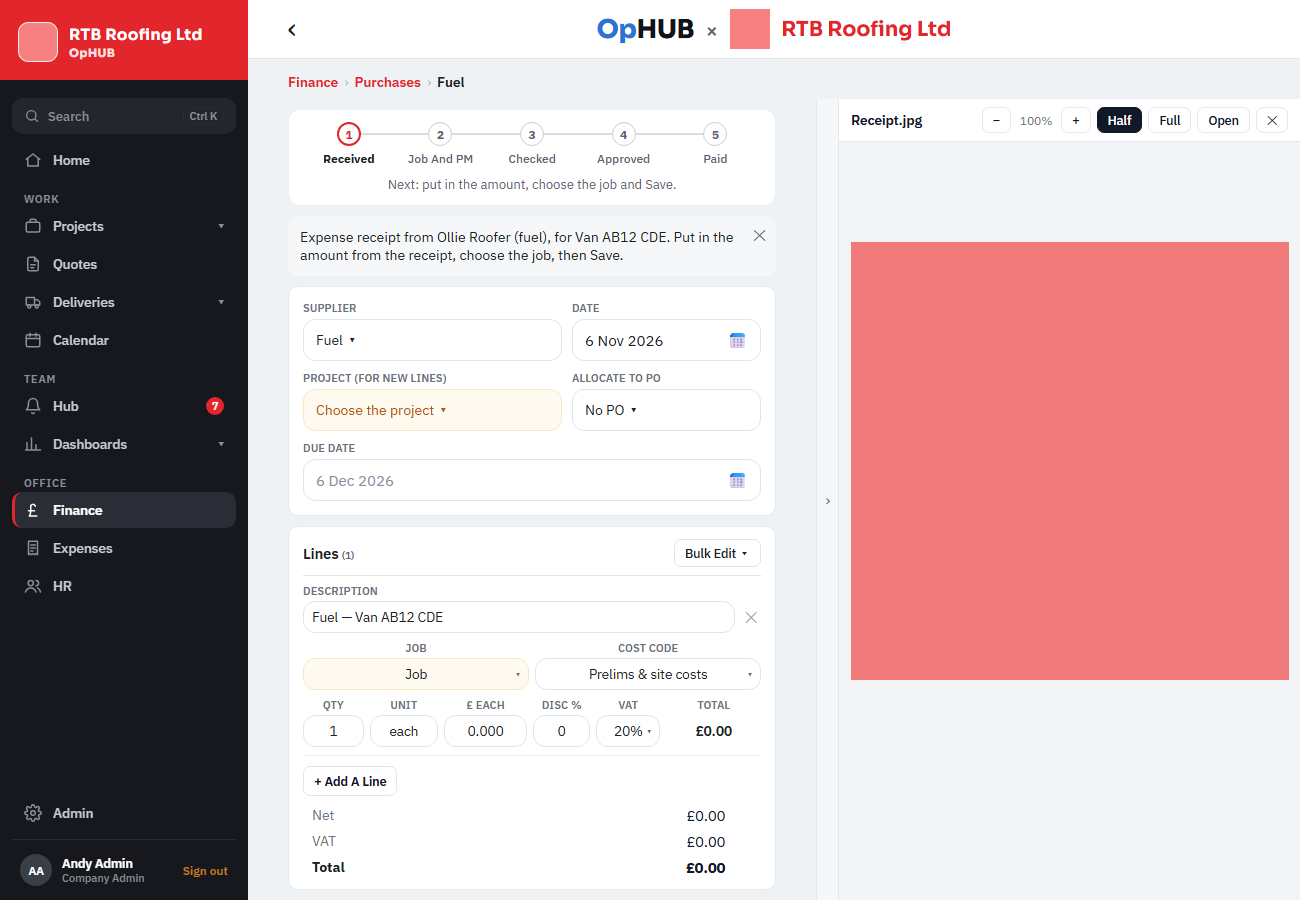 RTB Roofing Ltd
OpHUB
Search
Ctrl K
Home
WORK
Projects
Quotes
Deliveries
Calendar
TEAM
Hub
7
Dashboards
OFFICE
Finance
Expenses
HR
Admin
AA
Andy Admin
Company Admin
Sign out
OpHUB × RTB Roofing Ltd
Finance › Purchases › Fuel
1 2 3 4 5
Received Job And PM Checked Approved Paid
Next: put in the amount, choose the job and Save.
Expense receipt from Ollie Roofer (fuel), for Van AB12 CDE. Put in the
amount from the receipt, choose the job, then Save.
SUPPLIER DATE
Fuel 6 Nov 2026
PROJECT (FOR NEW LINES) ALLOCATE TO PO
Choose the project No PO
DUE DATE
6 Dec 2026
Lines (1) Bulk Edit
DESCRIPTION
Fuel — Van AB12 CDE
JOB COST CODE
Job Prelims & site costs
QTY UNIT £ EACH DISC % VAT TOTAL
1 each 0.000 0 20% £0.00
+ Add A Line
Net £0.00
VAT £0.00
Total £0.00
Receipt.jpg − 100% + Half Full Open